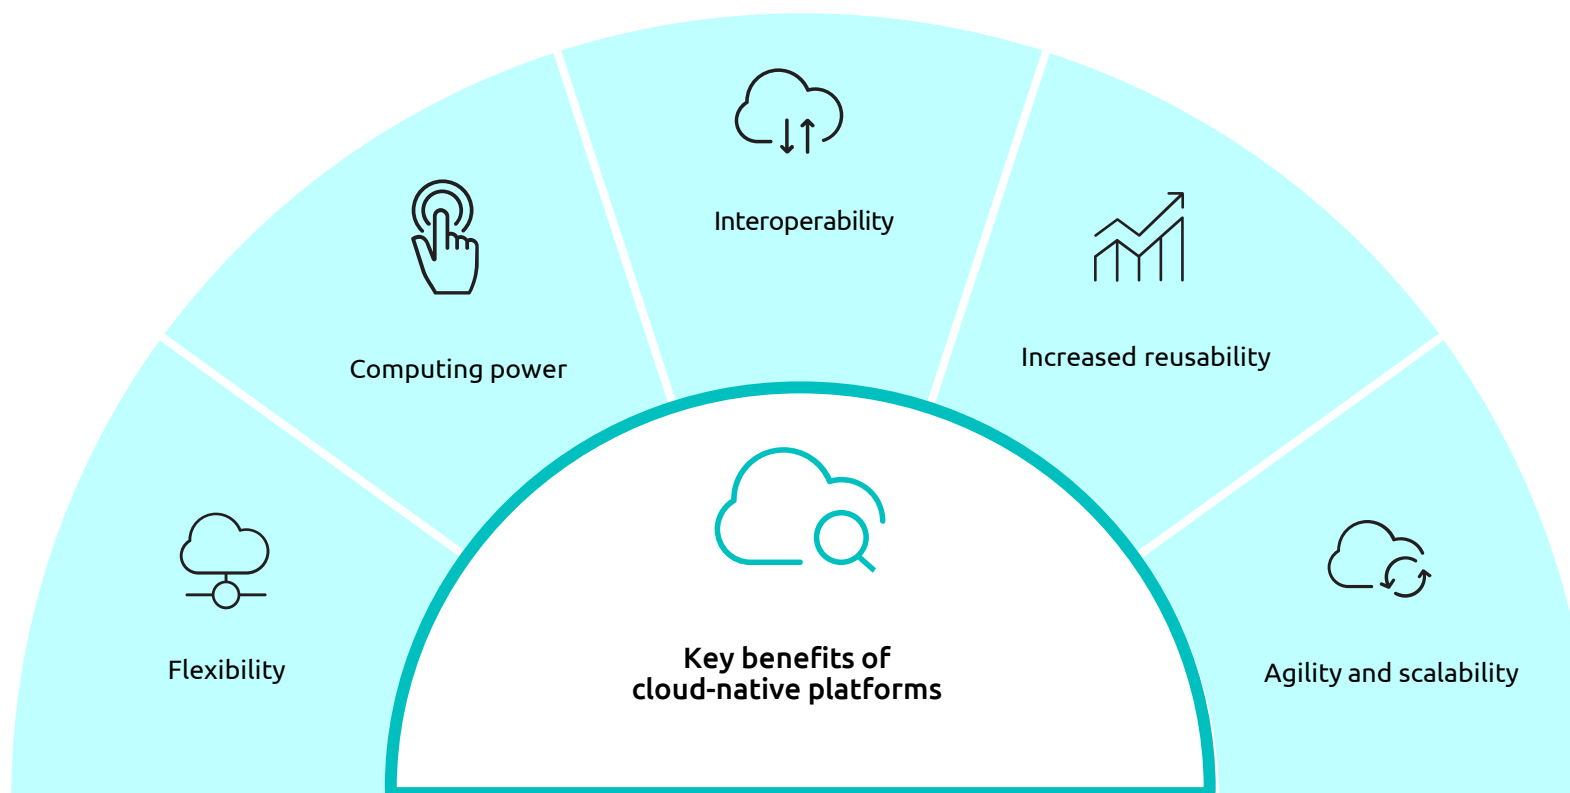 Interoperability
Computing power
Increased reusability
Flexibility
Key benefits of
cloud-native platforms
Agility and scalability